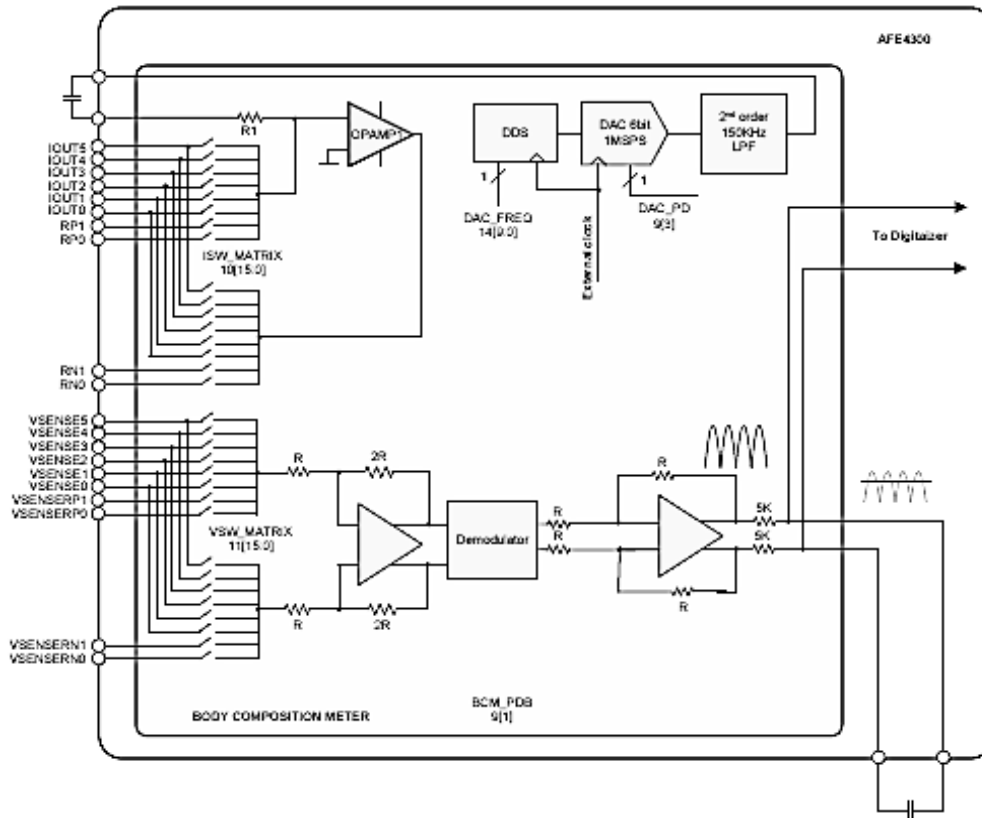 AFE4300
R1
OPAMP1
DDS
DAC 6bit
1MSPS
2nd order
150KHz
LPF
1
1
DAC_FREQ
14[9:0]
DAC_PD
9[3]
External clock
To Digitaizer
IOUT5
IOUT4
IOUT3
IOUT2
IOUT1
IOUT0
RP1
RP0
ISW_MATRIX
10[15:0]
RN1
RN0
VSENSE5
VSENSE4
VSENSE3
VSENSE2
VSENSE1
VSENSE0
VSENSERP1
VSENSERP0
VSW_MATRIX
11[15:0]
VSENSERN1
VSENSERN0
R
2R
R
2R
Demodulator
R
R
R
R
5K
5K
BODY COMPOSITION METER
BCM_PDB
9[1]